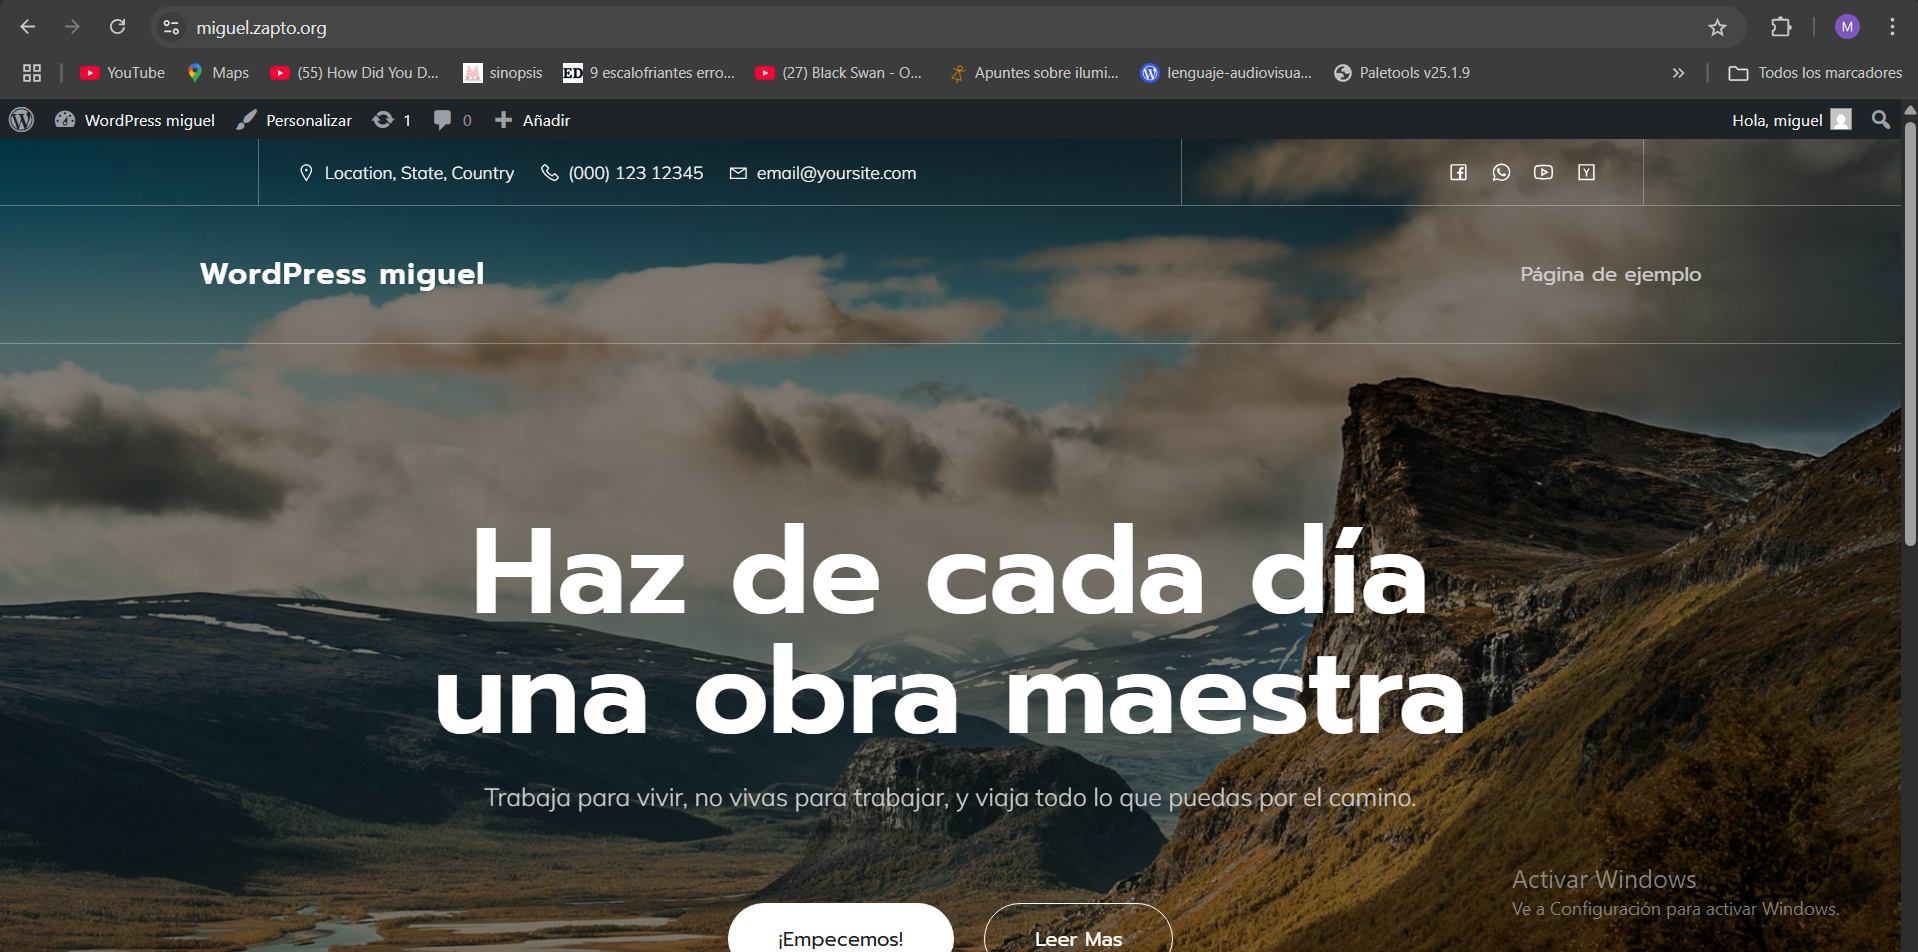 miguel.zapto.org
M
YouTube
Maps
(55) How Did You D...
sinopsis
ED
9 escalofriantes erro...
(27) Black Swan - O...
Apuntes sobre ilumi...
lenguaje-audiovisua...
Paletools v25.1.9
Todos los marcadores
WordPress miguel
Personalizar
1
0
Añadir
Hola, miguel
Location, State, Country
(000) 123 12345
email@yoursite.com
WordPress miguel
Página de ejemplo
Haz de cada día
una obra maestra
Trabaja para vivir, no vivas para trabajar, y viaja todo lo que puedas por el camino.
¡Empecemos!
Leer Mas
Activar Windows
Ve a Configuración para activar Windows.